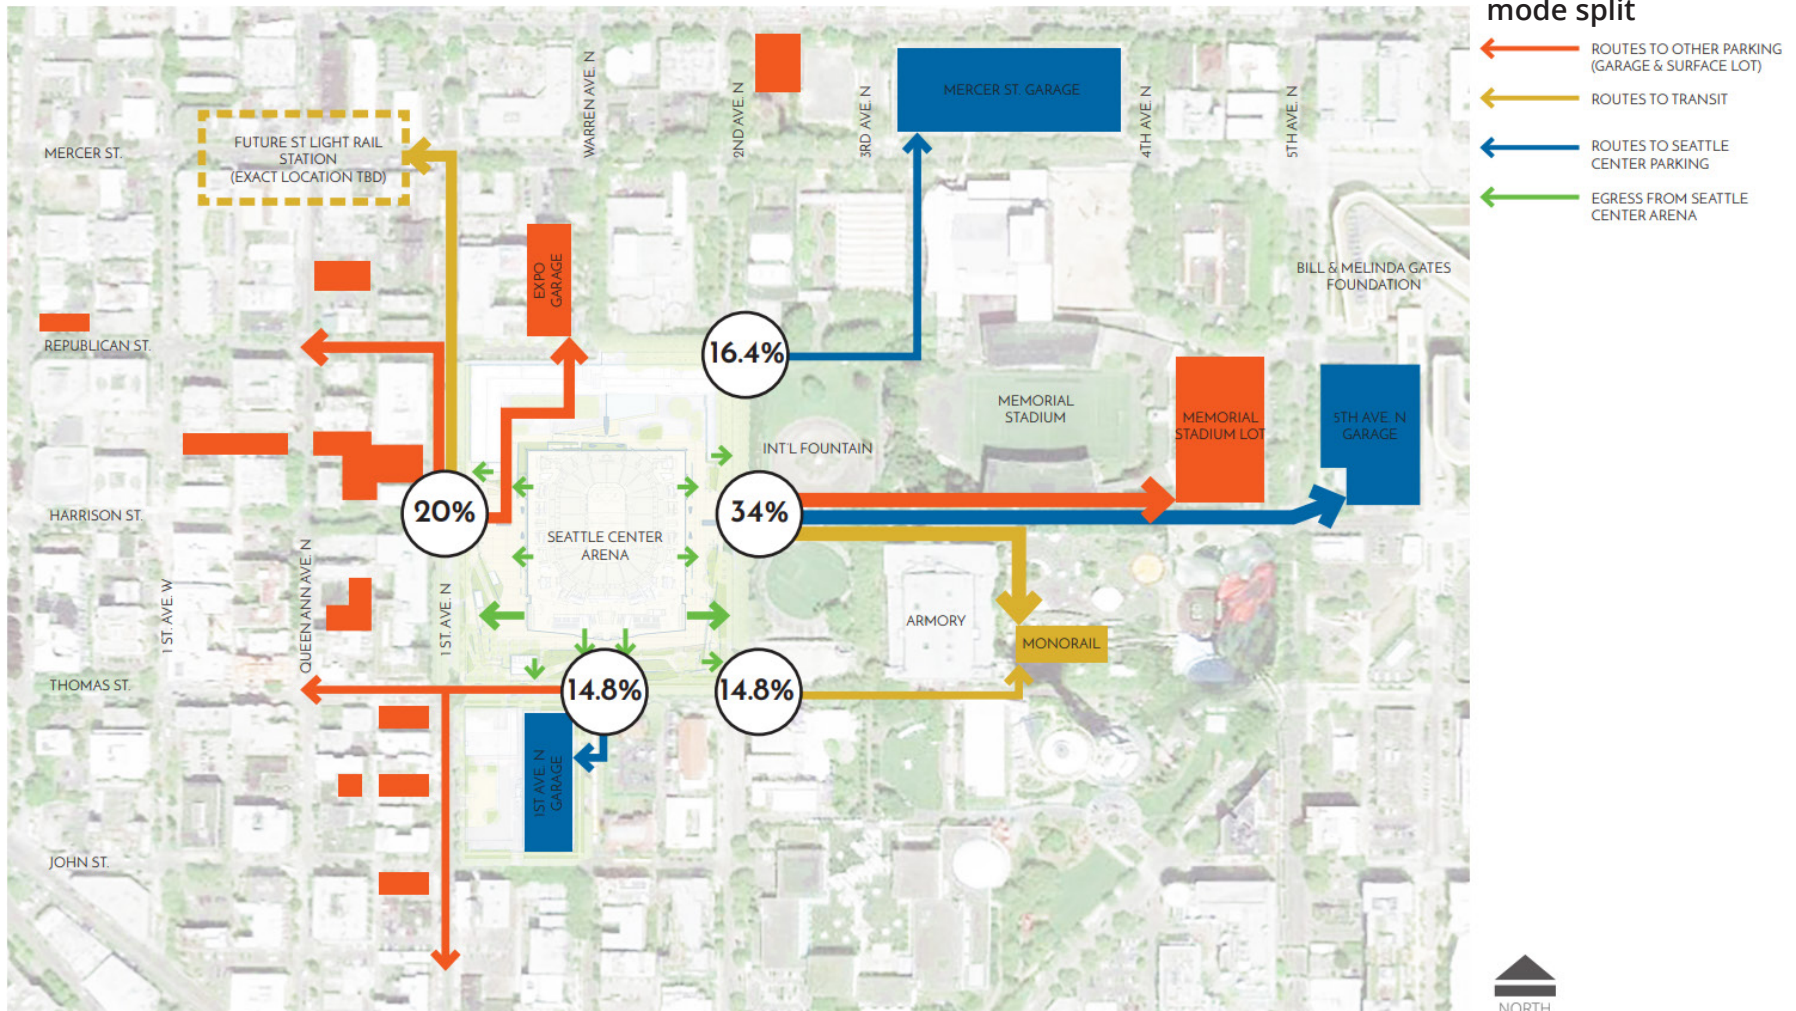 mode split
ROUTES TO OTHER PARKING
(GARAGE & SURFACE LOT)
ROUTES TO TRANSIT
ROUTES TO SEATTLE
CENTER PARKING
EGRESS FROM SEATTLE
CENTER ARENA
WARREN AVE. N
2ND AVE. N
3RD AVE. N
MERCER ST. GARAGE
4TH AVE. N
5TH AVE. N
MERCER ST.
FUTURE ST LIGHT RAIL
STATION
(EXACT LOCATION TBD)
EXPO
GARAGE
BILL & MELINDA GATES
FOUNDATION
REPUBLICAN ST.
16.4%
MEMORIAL
STADIUM
MEMORIAL
STADIUM LOT
5TH AVE. N
GARAGE
INT'L FOUNTAIN
HARRISON ST.
20%
34%
SEATTLE CENTER
ARENA
1 ST. AVE. W
QUEEN ANN AVE. N
1 ST. AVE. N
ARMORY
MONORAIL
THOMAS ST.
14.8%
14.8%
1ST AVE. N
GARAGE
JOHN ST.
NORTH